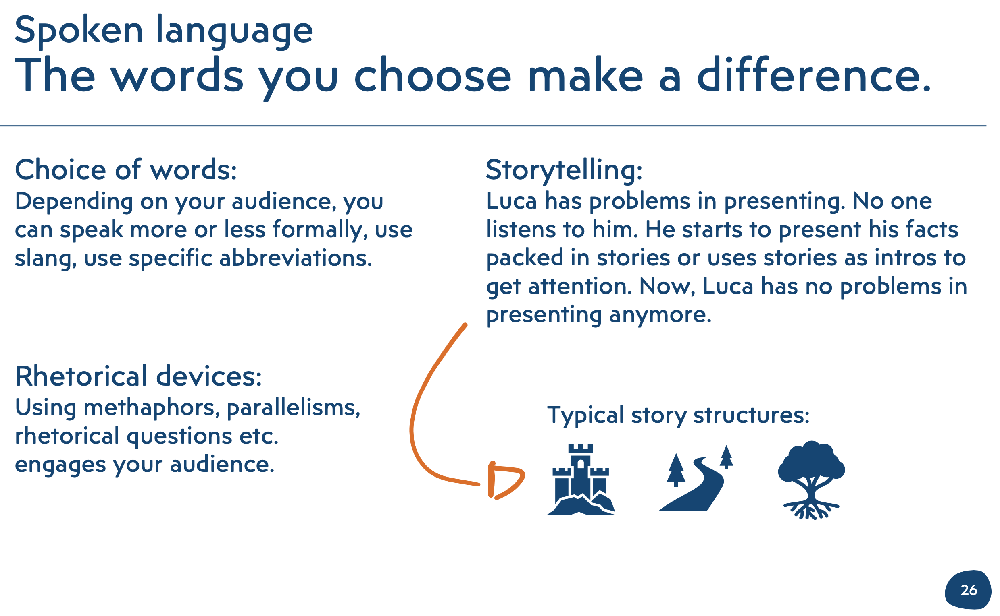 Spoken language
The words you choose make a difference.
Choice of words:
Depending on your audience, you
can speak more or less formally, use
slang, use specific abbreviations.
Rhetorical devices:
Using methaphors, parallelisms,
rhetorical questions etc.
engages your audience.
Storytelling:
Luca has problems in presenting. No one
listens to him. He starts to present his facts
packed in stories or uses stories as intros to
get attention. Now, Luca has no problems in
presenting anymore.
Typical story structures:
26